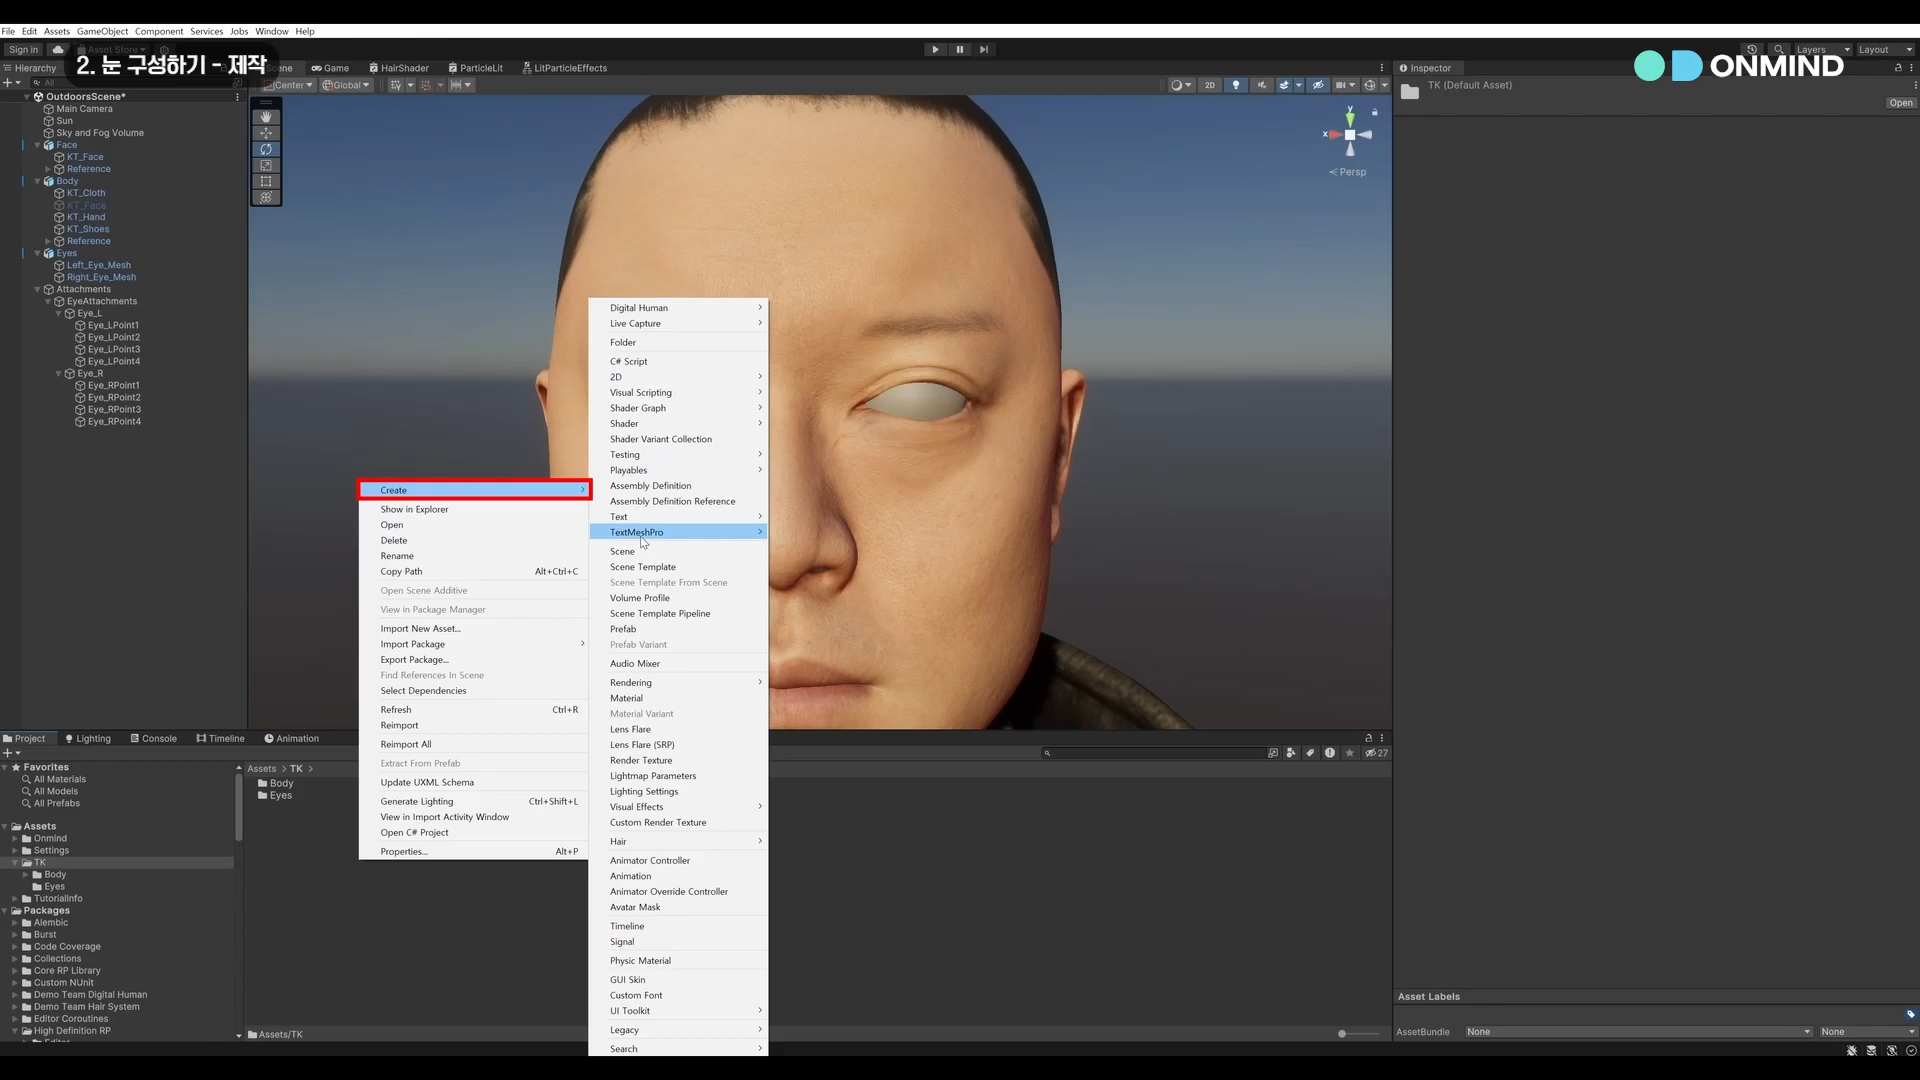 File Edit Assets GameObject Component Services Jobs Window Help
Sign in
Asset Store
2. 눈 구성하기 - 제작
Layers
Layout
ONMIND
Hierarchy
Scene
Game
HairShader
ParticleLit
LitParticleEffects
Inspector
All
Center
Global
2D
TK (Default Asset)
Open
OutdoorsScene*
Main Camera
Sun
Sky and Fog Volume
Face
KT_Face
Reference
Body
KT_Cloth
KT_Face
KT_Hand
KT_Shoes
Reference
Eyes
Left_Eye_Mesh
Right_Eye_Mesh
Attachments
EyeAttachments
Eye_L
Eye_LPoint1
Eye_LPoint2
Eye_LPoint3
Eye_LPoint4
Eye_R
Eye_RPoint1
Eye_RPoint2
Eye_RPoint3
Eye_RPoint4
y
x
Persp
Create
Show in Explorer
Open
Delete
Rename
Copy Path Alt+Ctrl+C
Open Scene Additive
View in Package Manager
Import New Asset...
Import Package
Export Package...
Find References In Scene
Select Dependencies
Refresh Ctrl+R
Reimport
Reimport All
Extract From Prefab
Update UXML Schema
Generate Lighting Ctrl+Shift+L
View in Import Activity Window
Open C# Project
Properties... Alt+P
Digital Human
Live Capture
Folder
C# Script
2D
Visual Scripting
Shader Graph
Shader
Shader Variant Collection
Testing
Playables
Assembly Definition
Assembly Definition Reference
Text
TextMeshPro
Scene
Scene Template
Scene Template From Scene
Volume Profile
Scene Template Pipeline
Prefab
Prefab Variant
Audio Mixer
Rendering
Material
Material Variant
Lens Flare
Lens Flare (SRP)
Render Texture
Lightmap Parameters
Lighting Settings
Visual Effects
Custom Render Texture
Hair
Animator Controller
Animation
Animator Override Controller
Avatar Mask
Timeline
Signal
Physic Material
GUI Skin
Custom Font
UI Toolkit
Legacy
Search
Project
Lighting
Console
Timeline
Animation
27
Favorites
All Materials
All Models
All Prefabs
Assets
Onmind
Settings
TK
Body
Eyes
TutorialInfo
Packages
Alembic
Burst
Code Coverage
Collections
Core RP Library
Custom NUnit
Demo Team Digital Human
Demo Team Hair System
Editor Coroutines
High Definition RP
Assets > TK >
Body
Eyes
Assets/TK
Asset Labels
AssetBundle None None